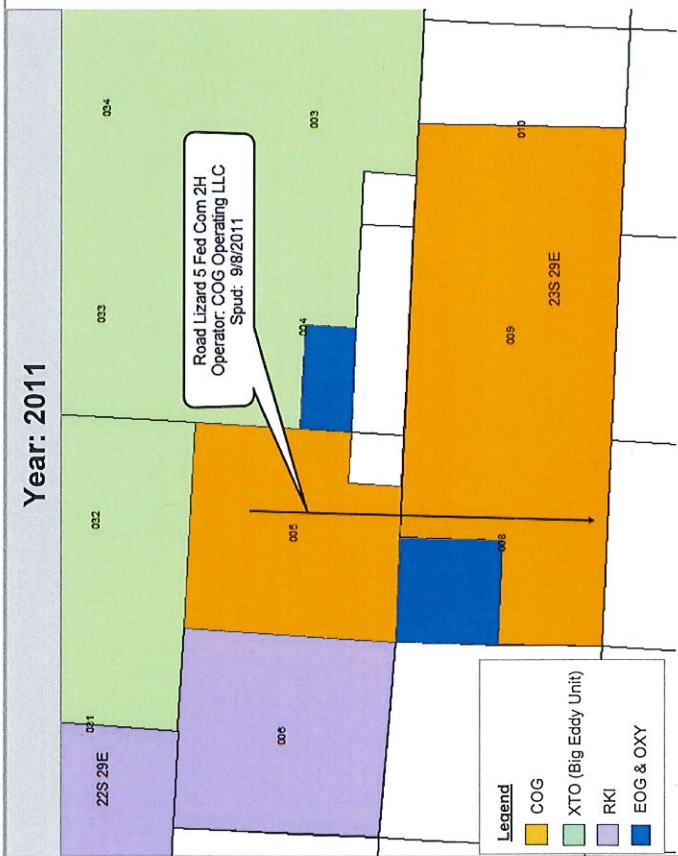 Year: 2011
034
033
032
031
22S 29E
Road Lizard 5 Fed Com 2H
Operator: COG Operating LLC
Spud: 9/8/2011
003
004
005
006
010
009
008
23S 29E
Legend
COG
XTO (Big Eddy Unit)
RKI
EOG & OXY